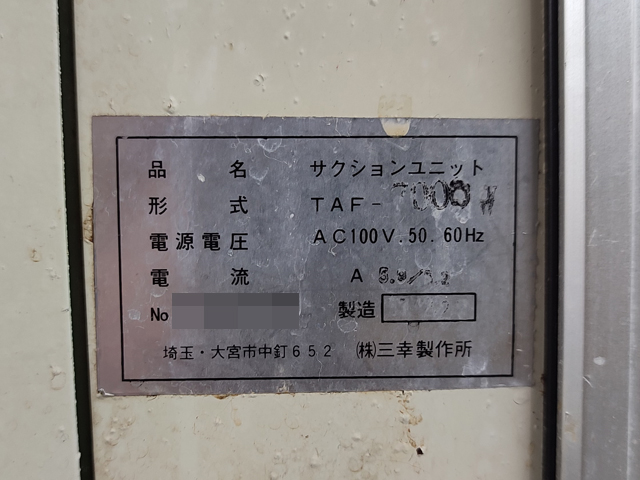 品名 サクションユニット
形式 TAF-
電源電圧 AC100V.50.60Hz
電流 A
No 製造
埼玉・大宮市中釘652 ㈱三幸製作所